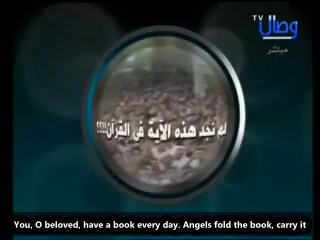 وصال TV
مباشر
لم نجد هذه الآية في القرآن!!؟؟
You, O beloved, have a book every day. Angels fold the book, carry it